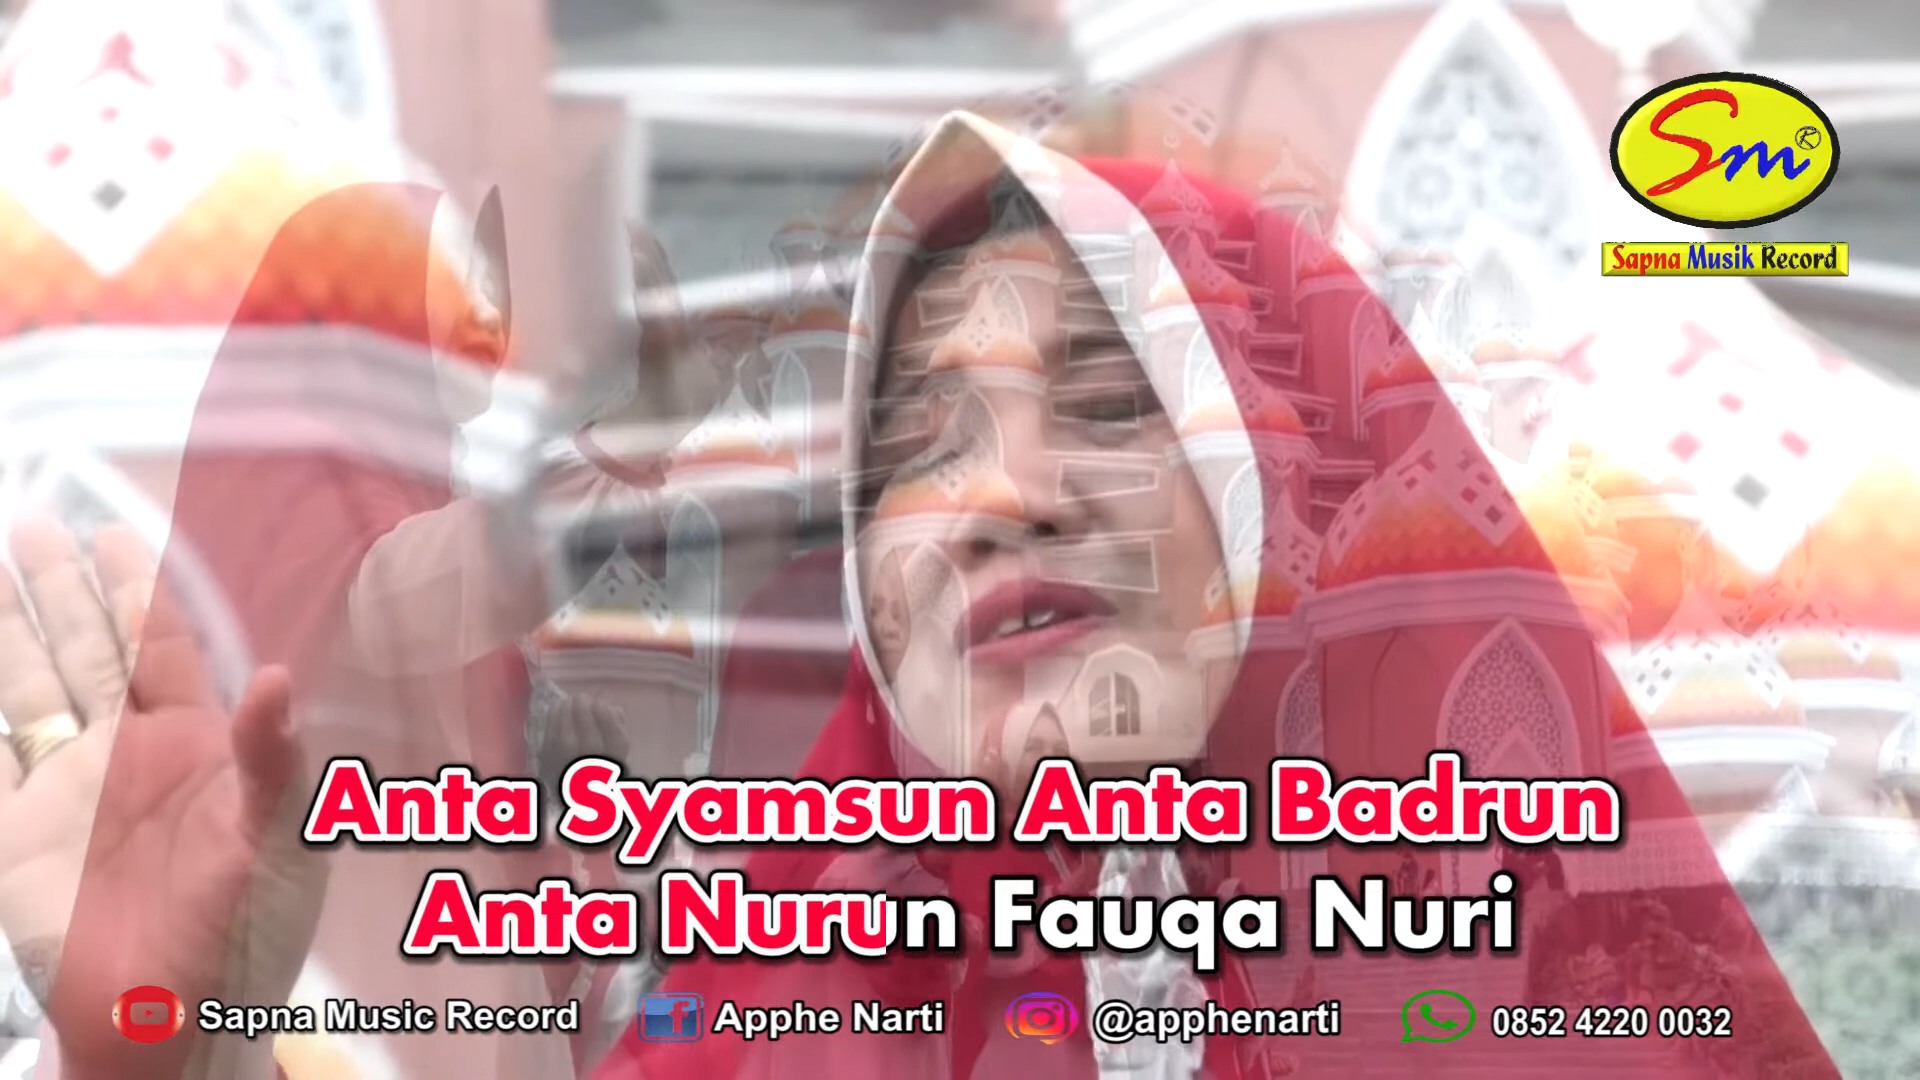 Sm ®
Sapna Musik Record
Anta Syamsun Anta Badrun
Anta Nurun Fauqa Nuri
Sapna Music Record Apphe Narti @apphenarti 0852 4220 0032